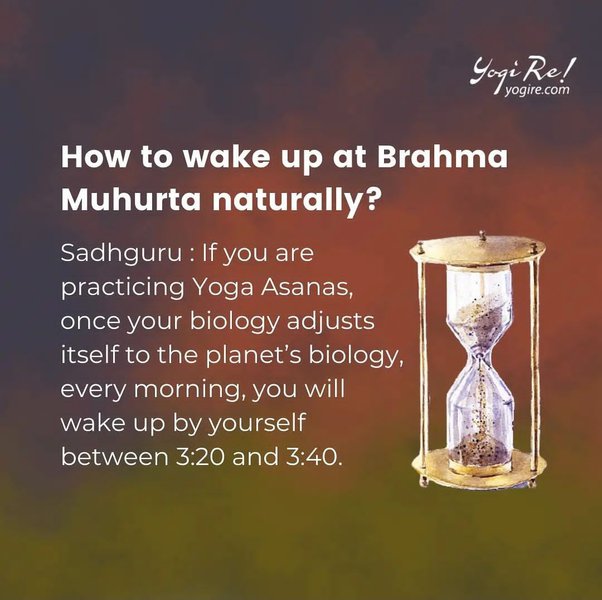 Yogi Re!
yogire.com
How to wake up at Brahma
Muhurta naturally?
Sadhguru : If you are
practicing Yoga Asanas,
once your biology adjusts
itself to the planet's biology,
every morning, you will
wake up by yourself
between 3:20 and 3:40.